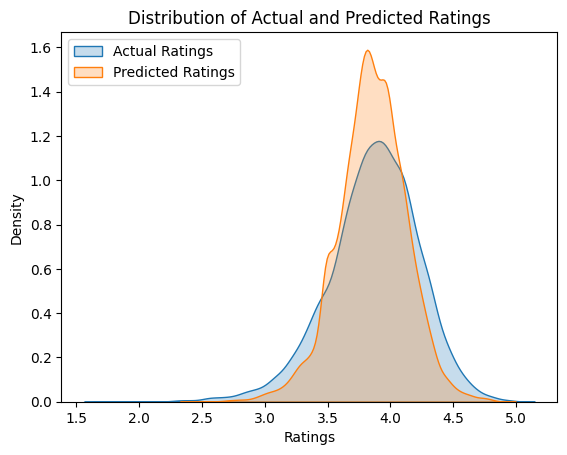 Distribution of Actual and Predicted Ratings
Actual Ratings
Predicted Ratings
Density
1.6
1.4
1.2
1.0
0.8
0.6
0.4
0.2
0.0
1.5 2.0 2.5 3.0 3.5 4.0 4.5 5.0
Ratings